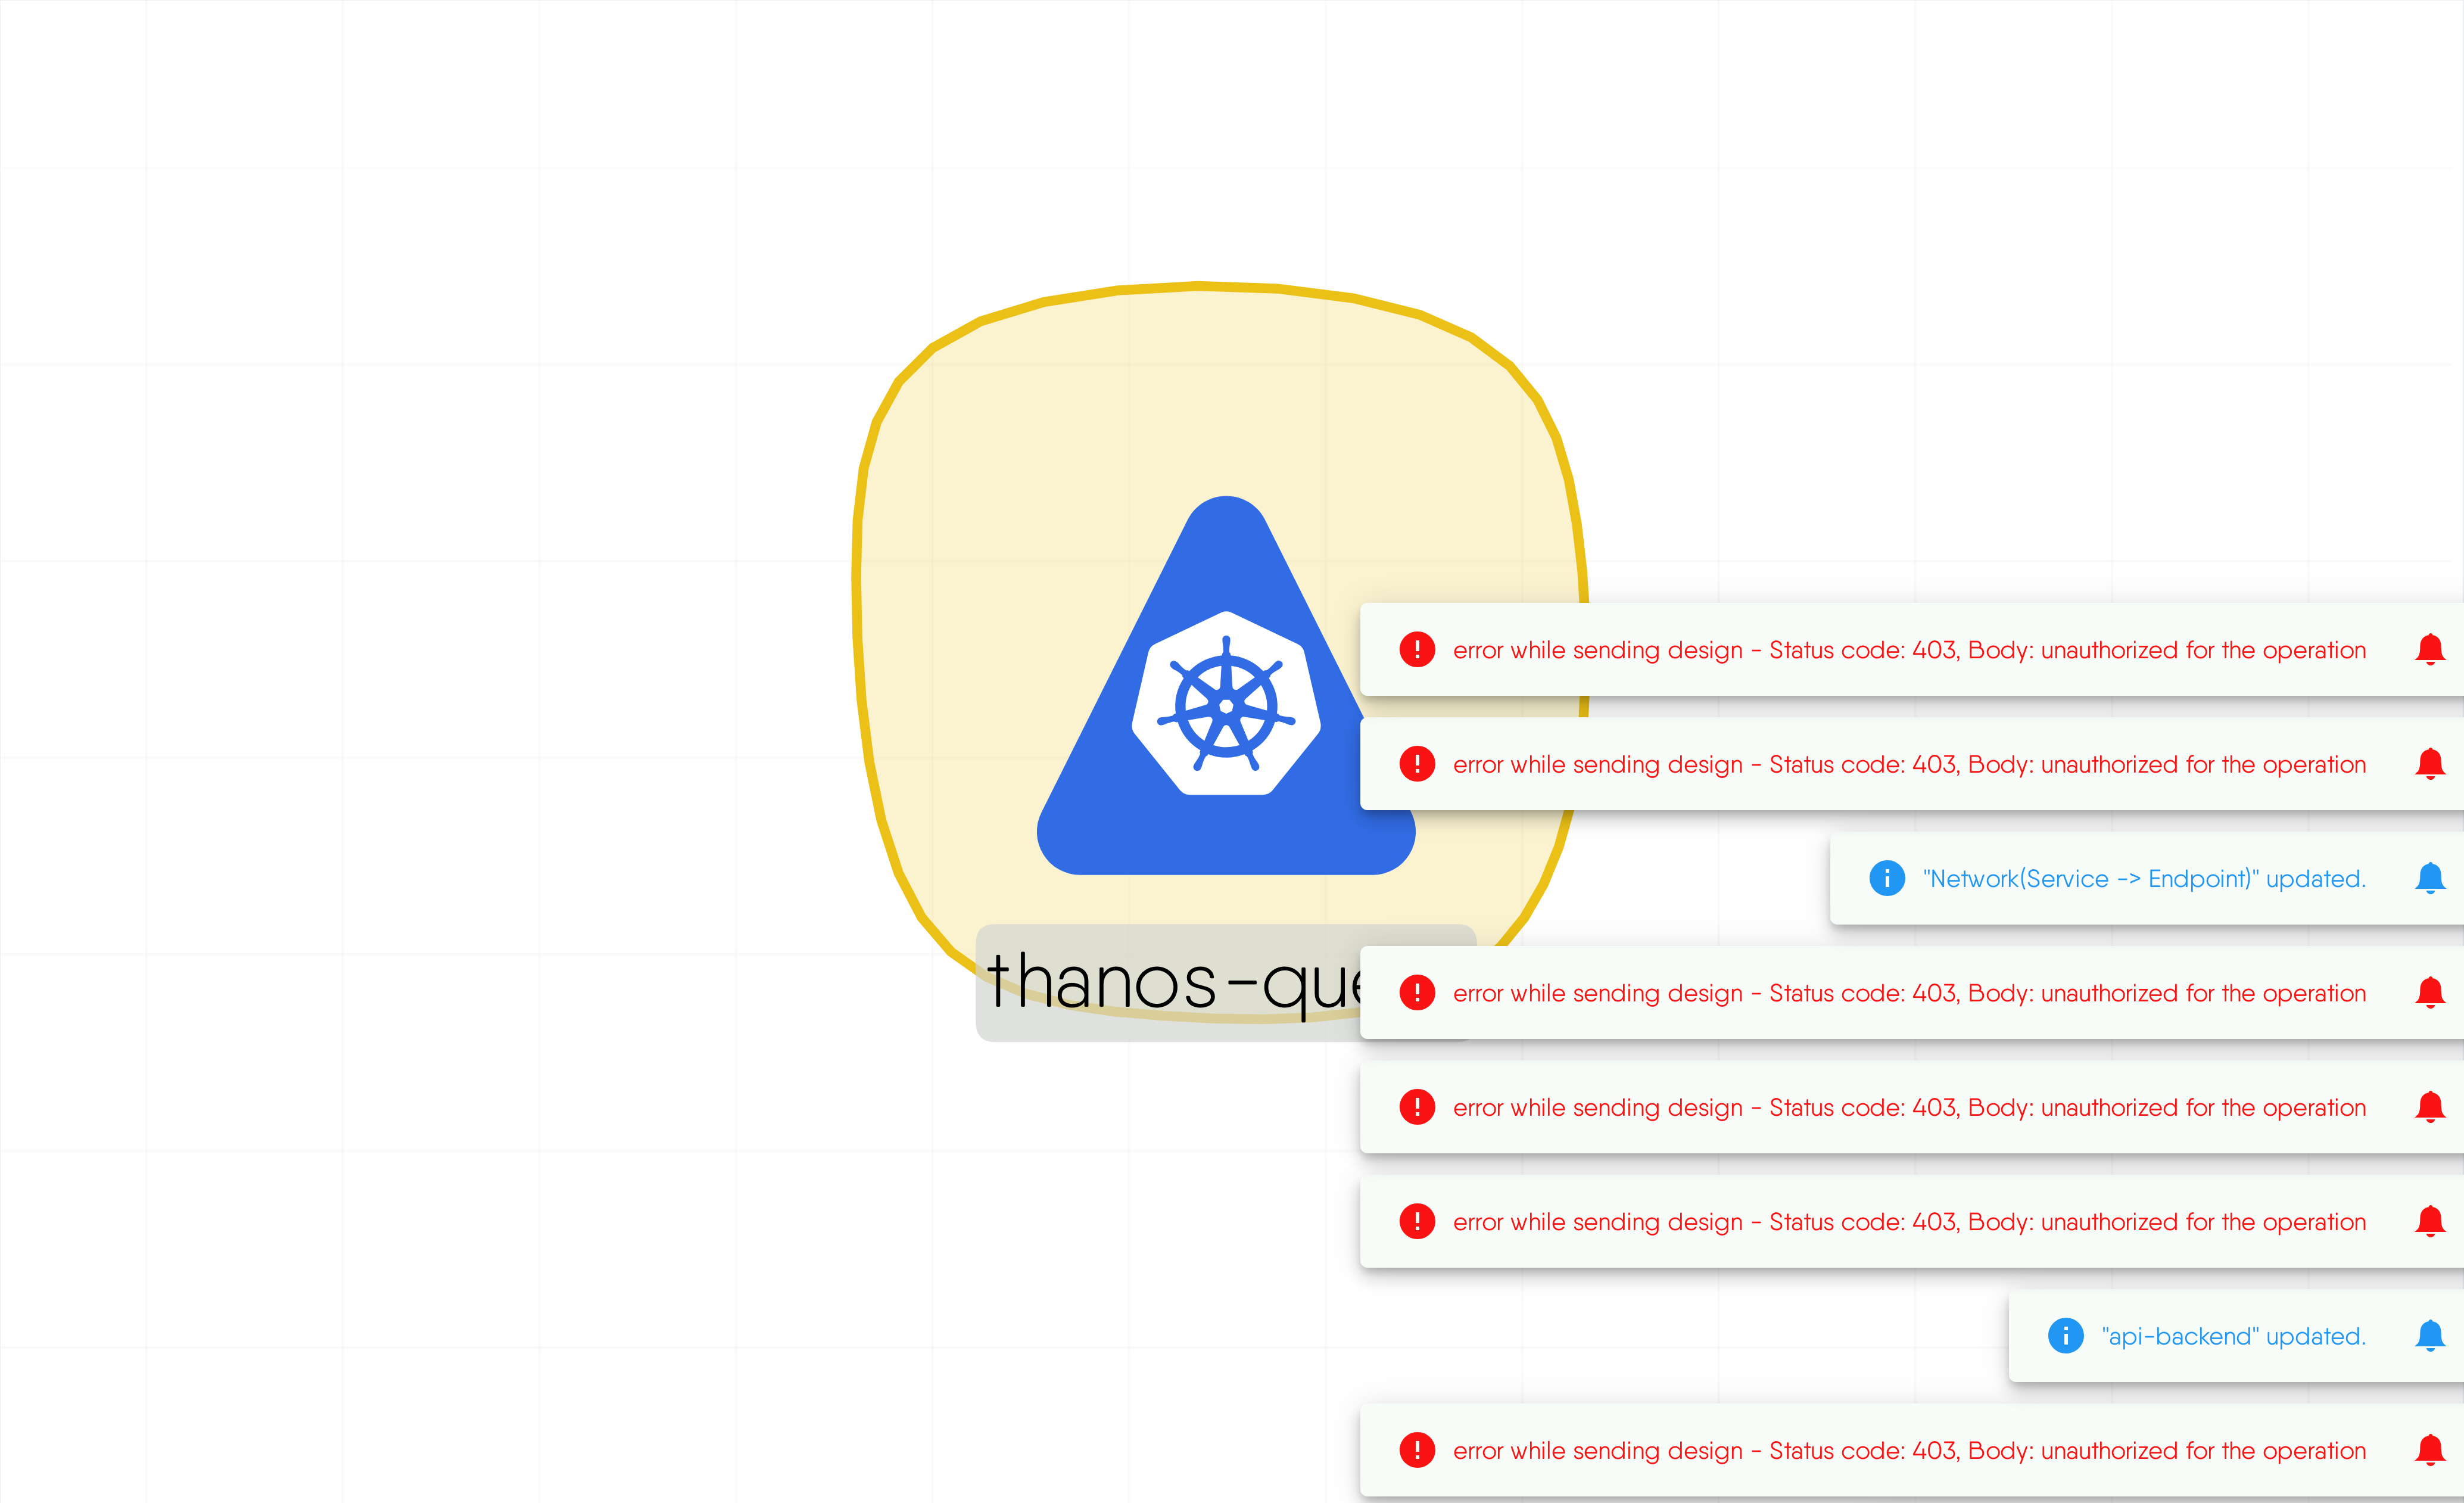 error while sending design - Status code: 403, Body: unauthorized for the operation
error while sending design - Status code: 403, Body: unauthorized for the operation
"Network(Service -> Endpoint)" updated.
thanos-que
error while sending design - Status code: 403, Body: unauthorized for the operation
error while sending design - Status code: 403, Body: unauthorized for the operation
error while sending design - Status code: 403, Body: unauthorized for the operation
"api-backend" updated.
error while sending design - Status code: 403, Body: unauthorized for the operation